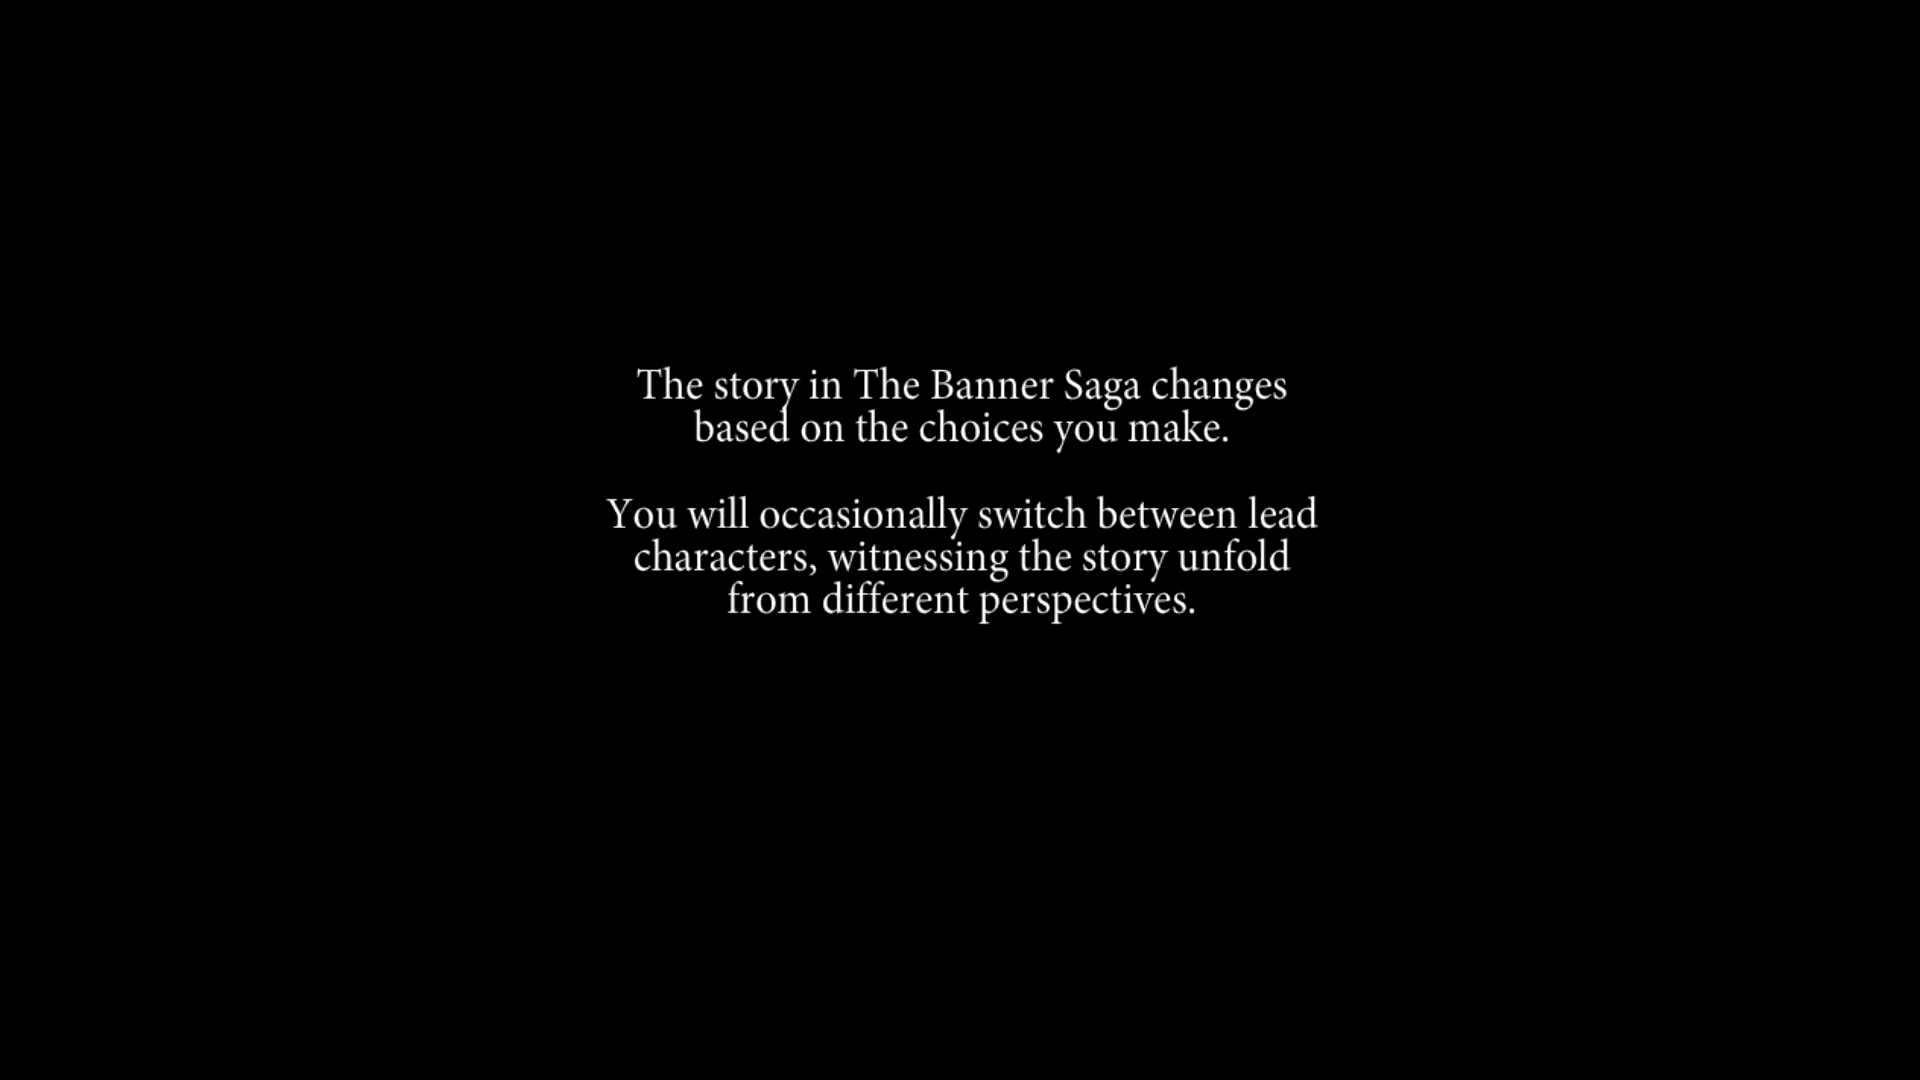 The story in The Banner Saga changes
based on the choices you make.
You will occasionally switch between lead
characters, witnessing the story unfold
from different perspectives.